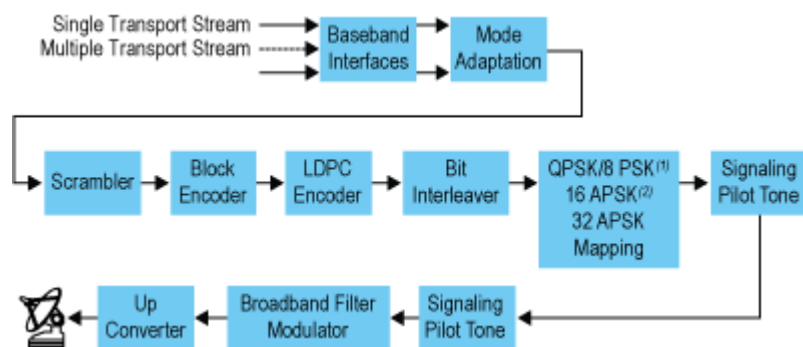 Single Transport Stream
Multiple Transport Stream
Baseband
Interfaces
Mode
Adaptation
Scrambler
Block
Encoder
LDPC
Encoder
Bit
Interleaver
QPSK/8 PSK(1)
16 APSK(2)
32 APSK
Mapping
Signaling
Pilot Tone
Up
Converter
Broadband Filter
Modulator
Signaling
Pilot Tone